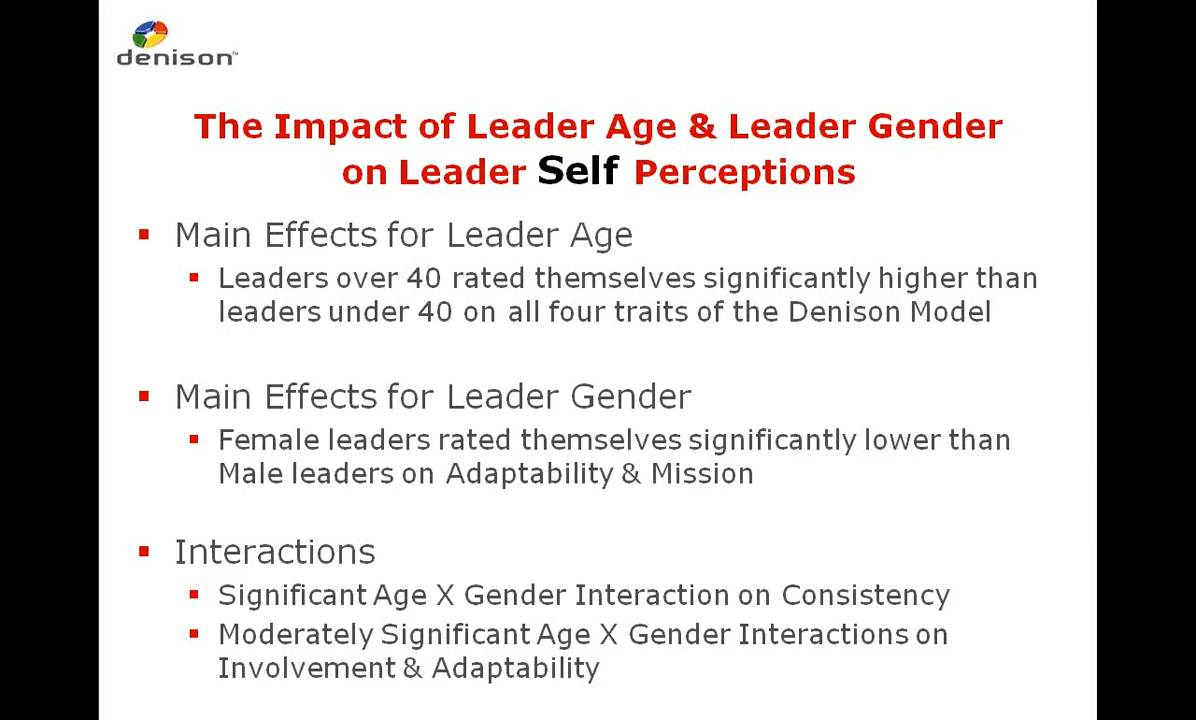 denison™
The Impact of Leader Age & Leader Gender
on Leader Self Perceptions
▪ Main Effects for Leader Age
▪ Leaders over 40 rated themselves significantly higher than
leaders under 40 on all four traits of the Denison Model
▪ Main Effects for Leader Gender
▪ Female leaders rated themselves significantly lower than
Male leaders on Adaptability & Mission
▪ Interactions
▪ Significant Age X Gender Interaction on Consistency
▪ Moderately Significant Age X Gender Interactions on
Involvement & Adaptability